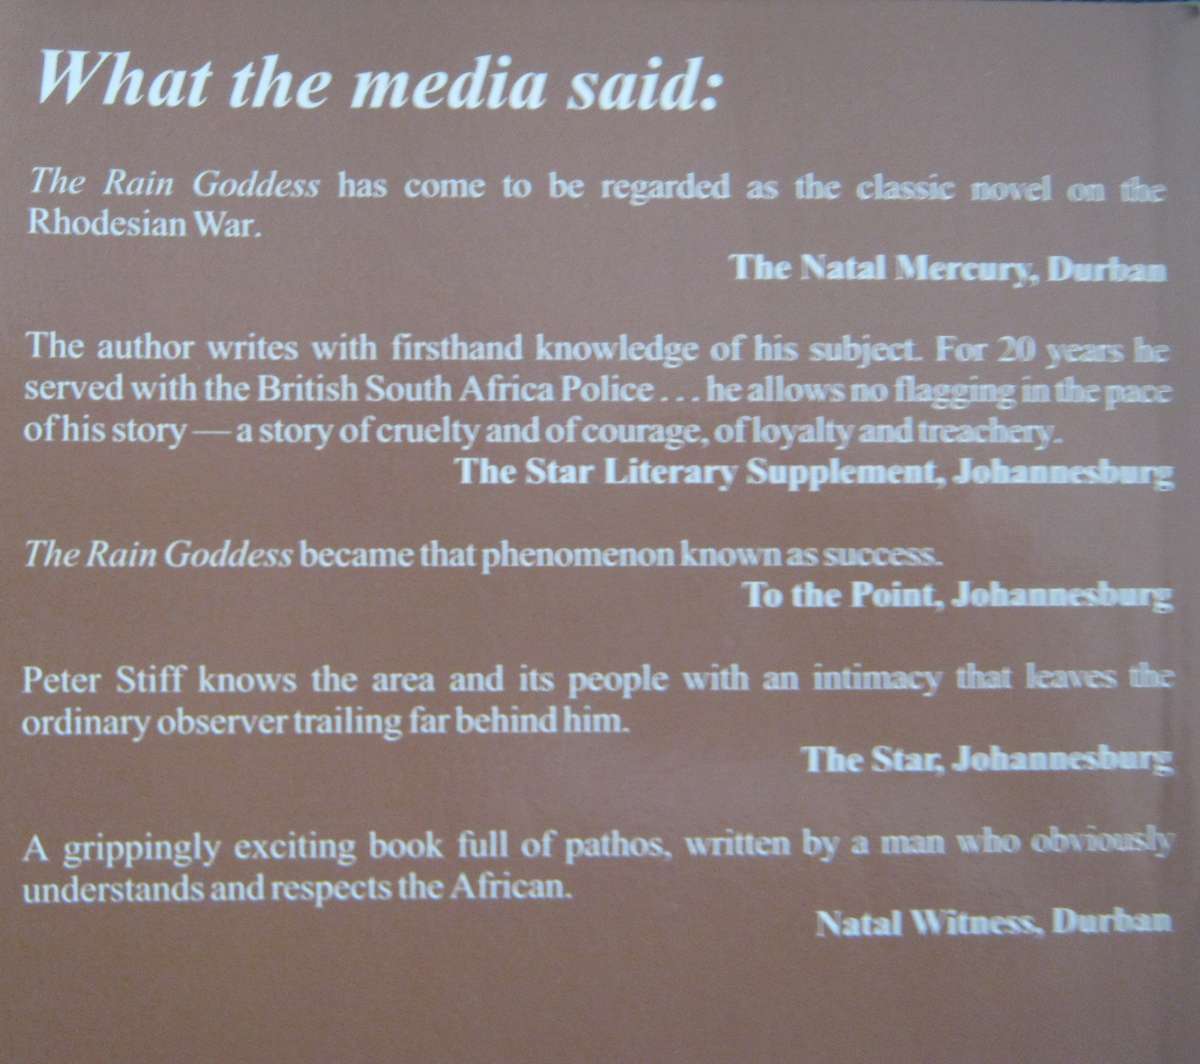 What the media said:
The Rain Goddess has come to be regarded as the classic novel on the
Rhodesian War.
The Natal Mercury, Durban
The author writes with firsthand knowledge of his subject. For 20 years he
served with the British South Africa Police . . . he allows no flagging in the pace
of his story — a story of cruelty and of courage, of loyalty and treachery.
The Star Literary Supplement, Johannesburg
The Rain Goddess became that phenomenon known as success.
To the Point, Johannesburg
Peter Stiff knows the area and its people with an intimacy that leaves the
ordinary observer trailing far behind him.
The Star, Johannesburg
A grippingly exciting book full of pathos, written by a man who obviously
understands and respects the African.
Natal Witness, Durban